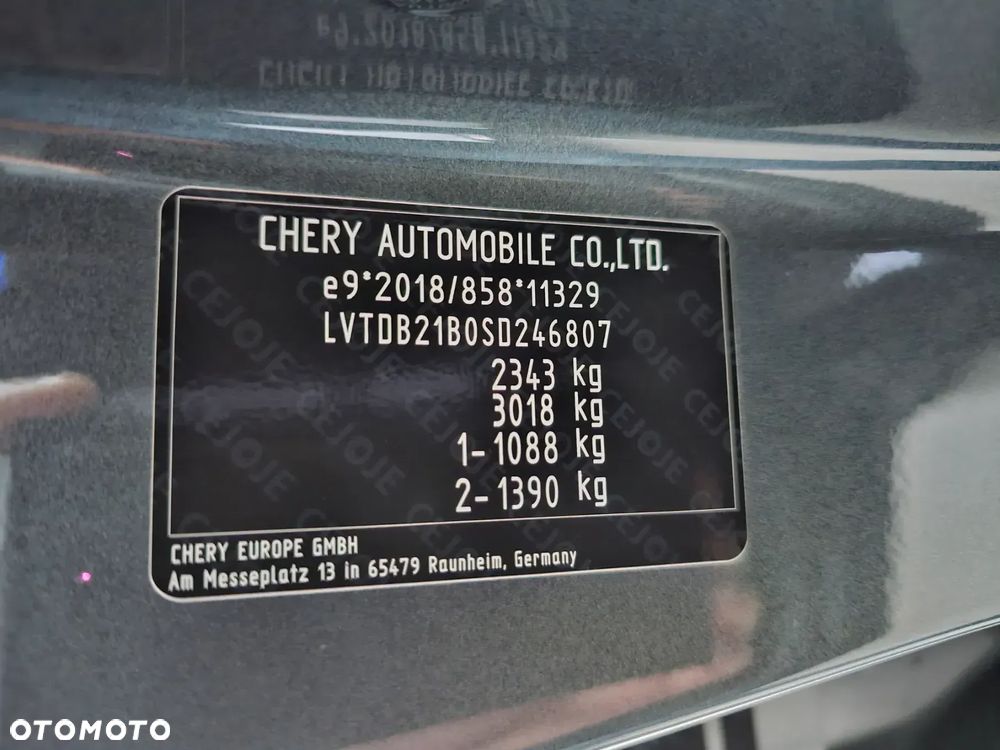 CHERY AUTOMOBILE CO.,LTD.
e9*2018/858*11329
LVTDB21B0SD246807
2343 kg
3018 kg
1-1088 kg
2-1390 kg
CHERY EUROPE GMBH
Am Messeplatz 13 in 65479 Raunheim, Germany
OTOMOTO